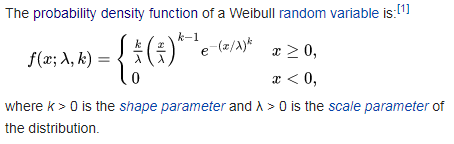 The probability density function of a Weibull random variable is:[1]
f(x; λ, k) = { k/λ (x/λ)^{k−1} e^{−(x/λ)^k} x ≥ 0,
0 x < 0,
where k > 0 is the shape parameter and λ > 0 is the scale parameter of
the distribution.